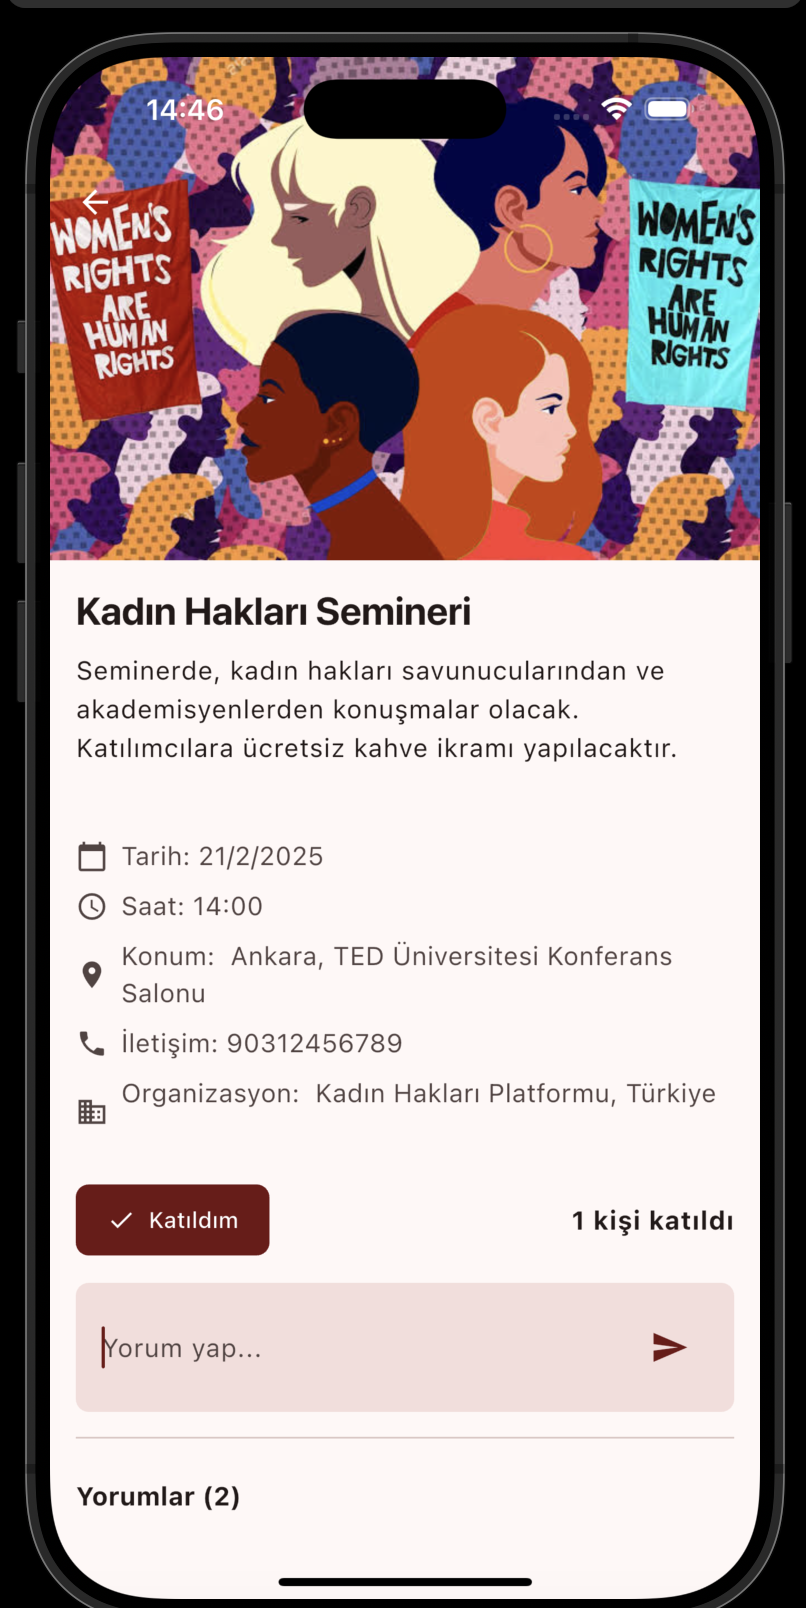 14:46
WOMEN'S
RIGHTS
ARE
HUMAN
RIGHTS
WOMEN'S
RIGHTS
ARE
HUMAN
RIGHTS
Kadın Hakları Semineri
Seminerde, kadın hakları savunucularından ve
akademisyenlerden konuşmalar olacak.
Katılımcılara ücretsiz kahve ikramı yapılacaktır.
Tarih: 21/2/2025
Saat: 14:00
Konum:  Ankara, TED Üniversitesi Konferans
Salonu
İletişim: 90312456789
Organizasyon:  Kadın Hakları Platformu, Türkiye
Katıldım
1 kişi katıldı
Yorum yap...
Yorumlar (2)